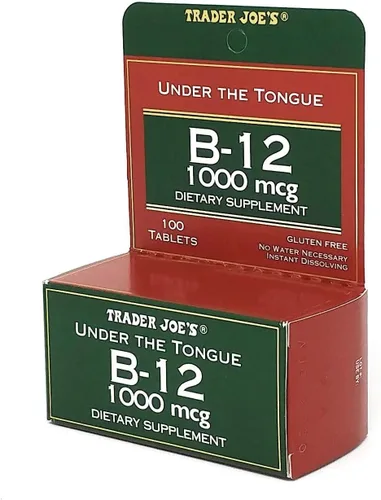 TRADER JOE'S®
UNDER THE TONGUE
B-12
1000 mcg
DIETARY SUPPLEMENT
100
TABLETS
GLUTEN FREE
NO WATER NECESSARY
INSTANT DISSOLVING
TRADER JOE'S®
UNDER THE TONGUE
B-12
1000 mcg
DIETARY SUPPLEMENT